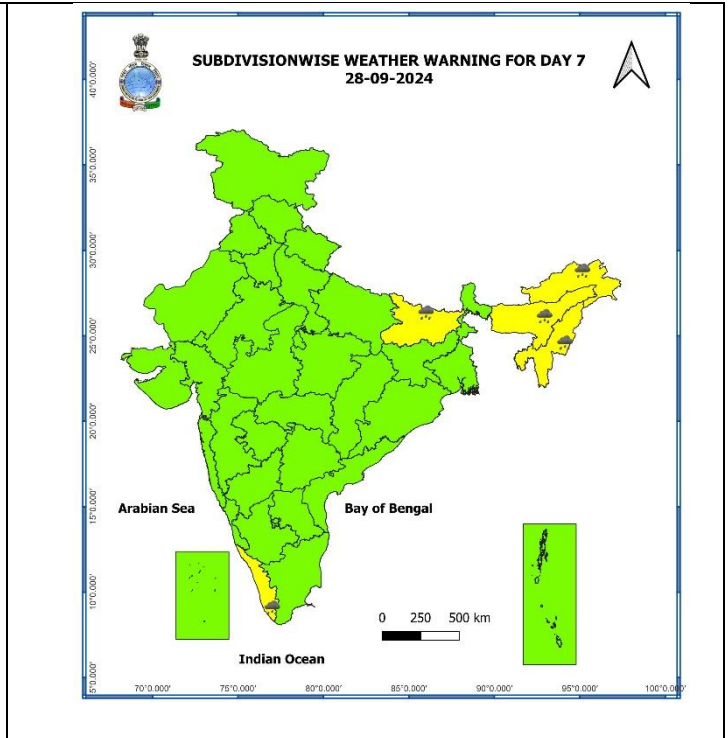 SUBDIVISIONWISE WEATHER WARNING FOR DAY 7
28-09-2024
40°0.000'
35°0.000'
30°0.000'
25°0.000'
20°0.000'
15°0.000'
10°0.000'
5°0.000'
Arabian Sea
Bay of Bengal
0 250 500 km
Indian Ocean
70°0.000' 75°0.000' 80°0.000' 85°0.000' 90°0.000' 95°0.000' 100°0.000'